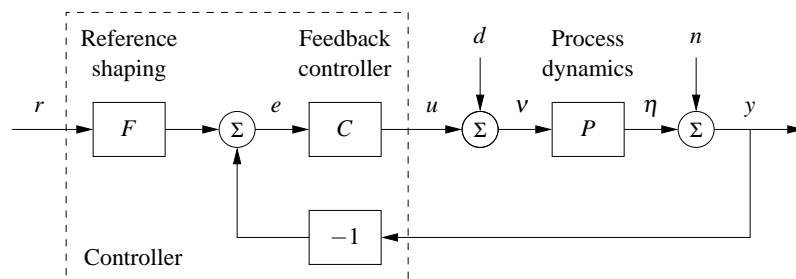 Reference
shaping
Feedback
controller
d
Process
dynamics
n
r
F
Σ
e
C
u
Σ
ν
P
η
Σ
y
−1
Controller